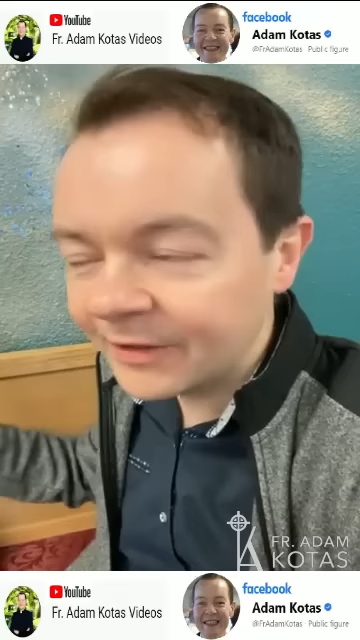 YouTube
Fr. Adam Kotas Videos
facebook
Adam Kotas
@FrAdamKotas · Public figure
FR. ADAM
KOTAS
YouTube
Fr. Adam Kotas Videos
facebook
Adam Kotas
@FrAdamKotas · Public figure